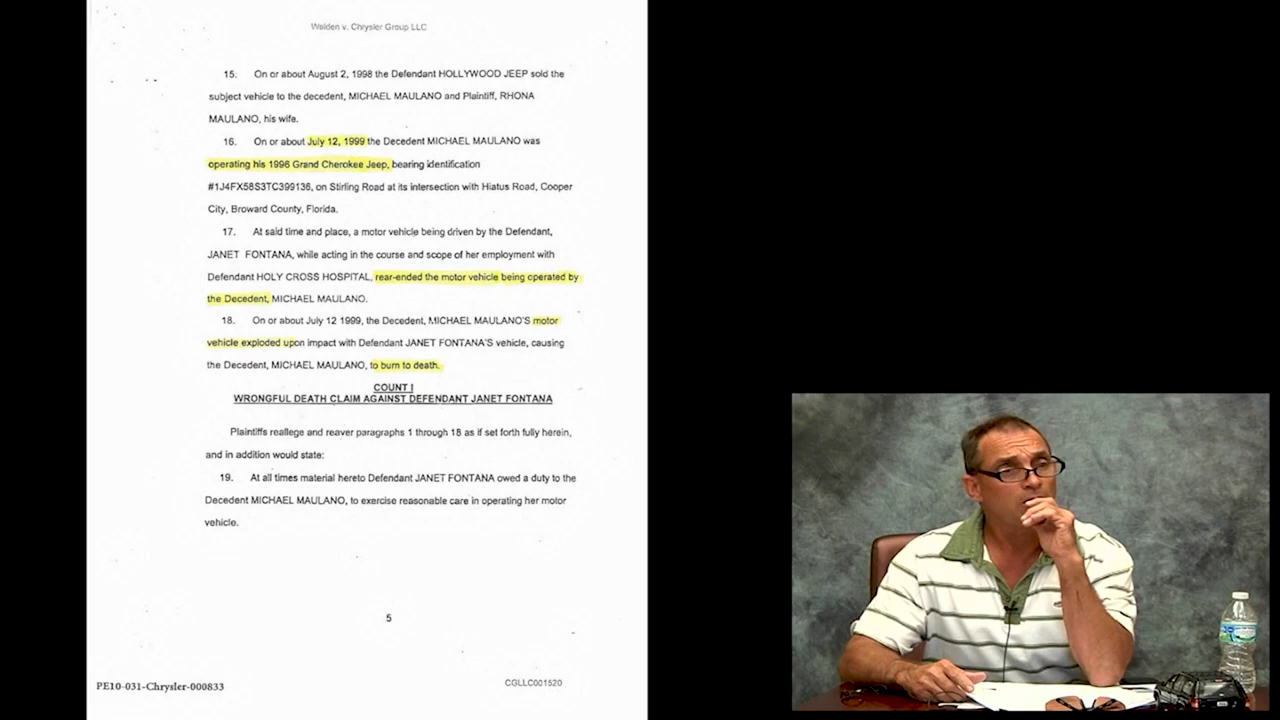 Walden v. Chrysler Group LLC
15. On or about August 2, 1998 the Defendant HOLLYWOOD JEEP sold the
subject vehicle to the decedent, MICHAEL MAULANO and Plaintiff, RHONA
MAULANO, his wife.
16. On or about July 12, 1999 the Decedent MICHAEL MAULANO was
operating his 1996 Grand Cherokee Jeep, bearing identification
#1J4FX58S3TC399136, on Stirling Road at its intersection with Hiatus Road, Cooper
City, Broward County, Florida.
17. At said time and place, a motor vehicle being driven by the Defendant,
JANET FONTANA, while acting in the course and scope of her employment with
Defendant HOLY CROSS HOSPITAL, rear-ended the motor vehicle being operated by
the Decedent, MICHAEL MAULANO.
18. On or about July 12 1999, the Decedent, MICHAEL MAULANO'S motor
vehicle exploded upon impact with Defendant JANET FONTANA'S vehicle, causing
the Decedent, MICHAEL MAULANO, to burn to death.
COUNT I
WRONGFUL DEATH CLAIM AGAINST DEFENDANT JANET FONTANA
Plaintiffs reallege and reaver paragraphs 1 through 18 as if set forth fully herein,
and in addition would state:
19. At all times material hereto Defendant JANET FONTANA owed a duty to the
Decedent MICHAEL MAULANO, to exercise reasonable care in operating her motor
vehicle.
5
PE10-031-Chrysler-000833
CGLLC001520